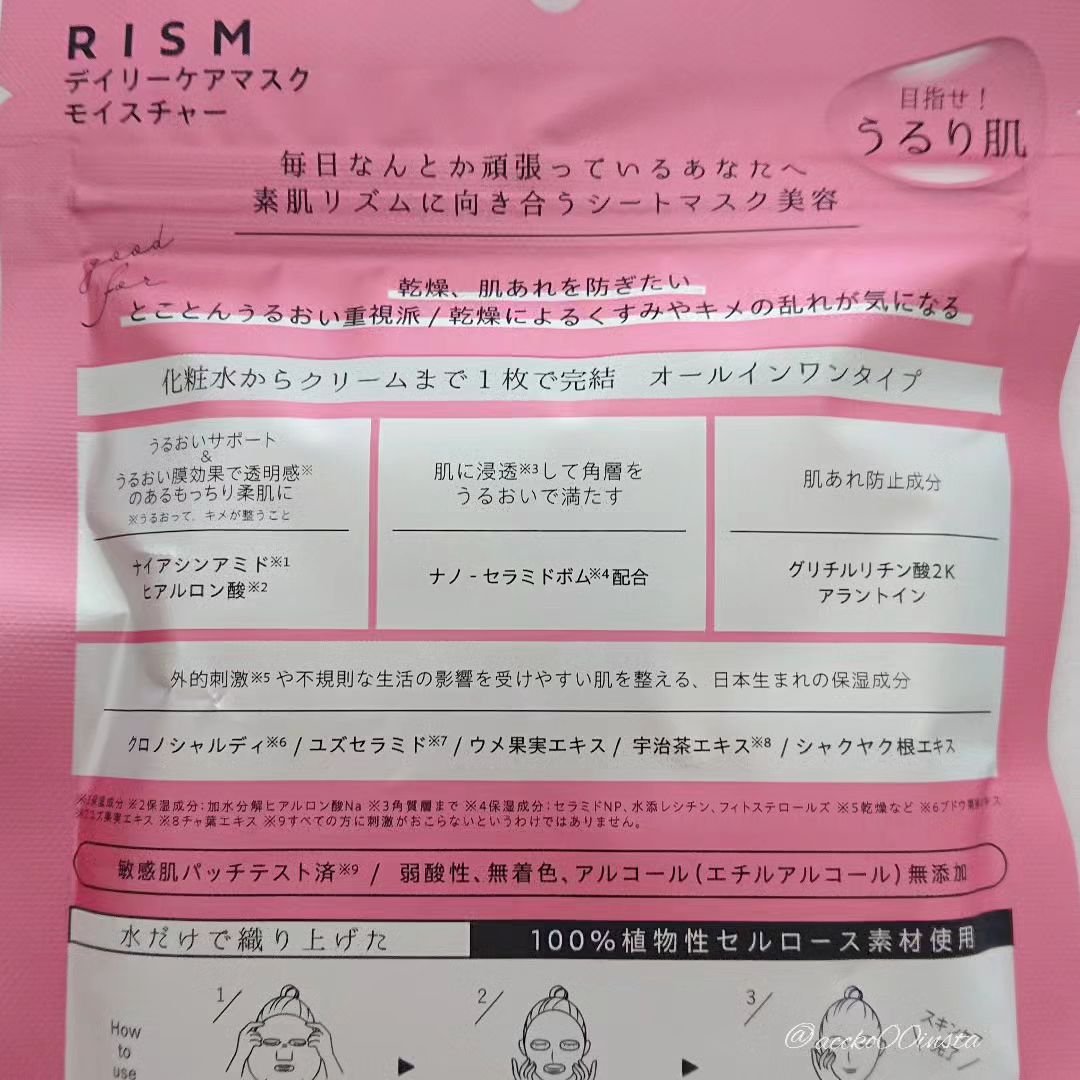 RISM
デイリーケアマスク
モイスチャー
目指せ!
うるり肌
毎日なんとか頑張っているあなたへ
素肌リズムに向き合うシートマスク美容
good
for
乾燥、肌あれを防ぎたい
とことんうるおい重視派/乾燥によるくすみやキメの乱れが気になる
化粧水からクリームまで1枚で完結 オールインワンタイプ
うるおいサポート
&
うるおい膜効果で透明感※
のあるもっちり柔肌に
※うるおって、キメが整うこと
ナイアシンアミド※1
ヒアルロン酸※2
肌に浸透※3して角層を
うるおいで満たす
ナノ-セラミドボム※4配合
肌あれ防止成分
グリチルリチン酸2K
アラントイン
外的刺激※5や不規則な生活の影響を受けやすい肌を整える、日本生まれの保湿成分
クロノシャルディ※6 / ユズセラミド※7 / ウメ果実エキス / 宇治茶エキス※8 / シャクヤク根エキス
※1保湿成分 ※2保湿成分:加水分解ヒアルロン酸Na ※3角質層まで ※4保湿成分:セラミドNP、水添レシチン、フィトステロールズ ※5乾燥など ※6ブドウ
ユズ果実エキス ※8チャ葉エキス ※9すべての方に刺激がおこらないというわけではありません。
敏感肌パッチテスト済※9 / 弱酸性、無着色、アルコール(エチルアルコール)無添加
水だけで織り上げた 100%植物性セルロース素材使用
1/ 2/ 3/
How
to
use
スキンケア
完了
@accko00insta